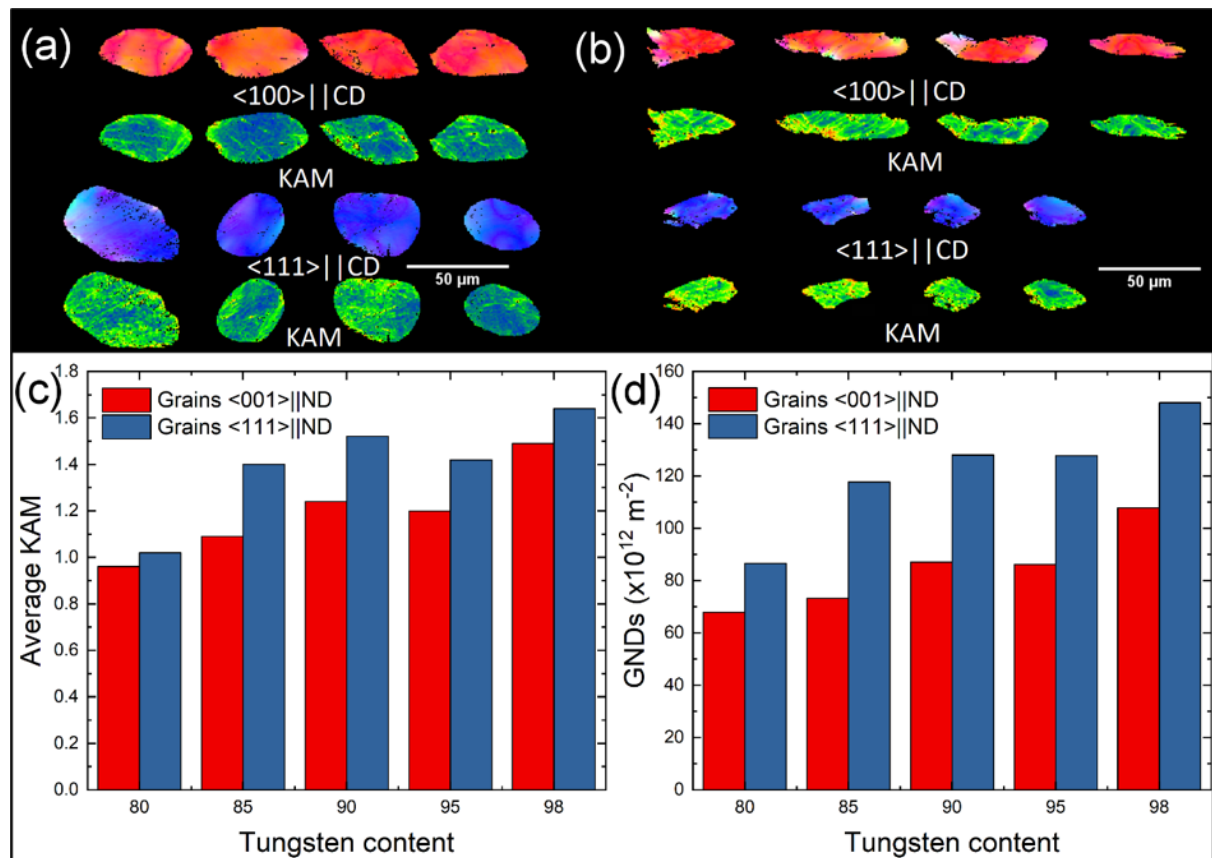 (a)
<100>||CD
KAM
<111>||CD
50 µm
KAM
(b)
<100>||CD
KAM
<111>||CD
50 µm
KAM
(c)
Grains <001>||ND
Grains <111>||ND
Average KAM
1.8
1.6
1.4
1.2
1.0
0.8
0.6
0.4
0.2
0.0
80 85 90 95 98
Tungsten content
(d)
Grains <001>||ND
Grains <111>||ND
GNDs (x10¹² m⁻²)
160
140
120
100
80
60
40
20
0
80 85 90 95 98
Tungsten content